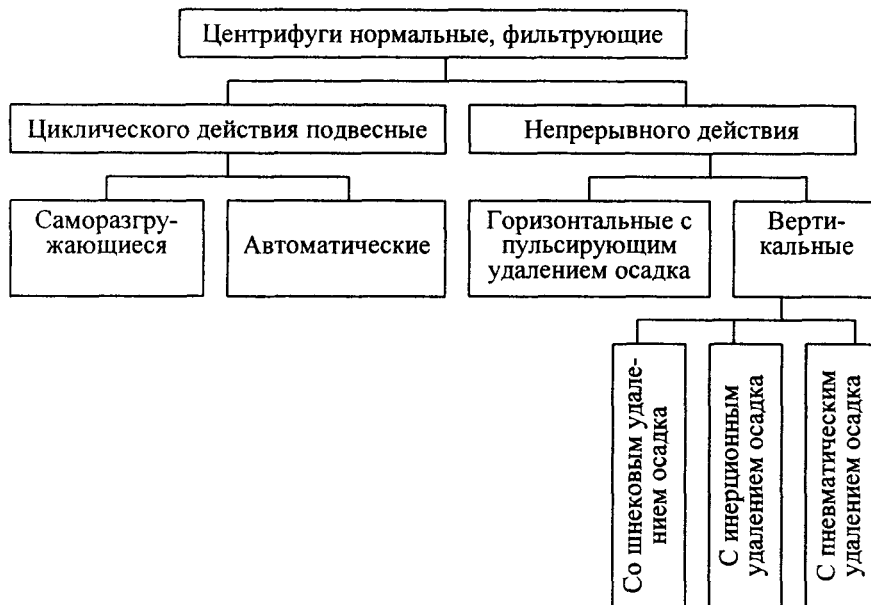 Центрифуги нормальные, фильтрующие
Циклического действия подвесные
Непрерывного действия
Саморазгру-
жающиеся
Автоматические
Горизонтальные с
пульсирующим
удалением осадка
Верти-
кальные
Со шнековым удале-
нием осадка
С инерционным
удалением осадка
С пневматическим
удалением осадка